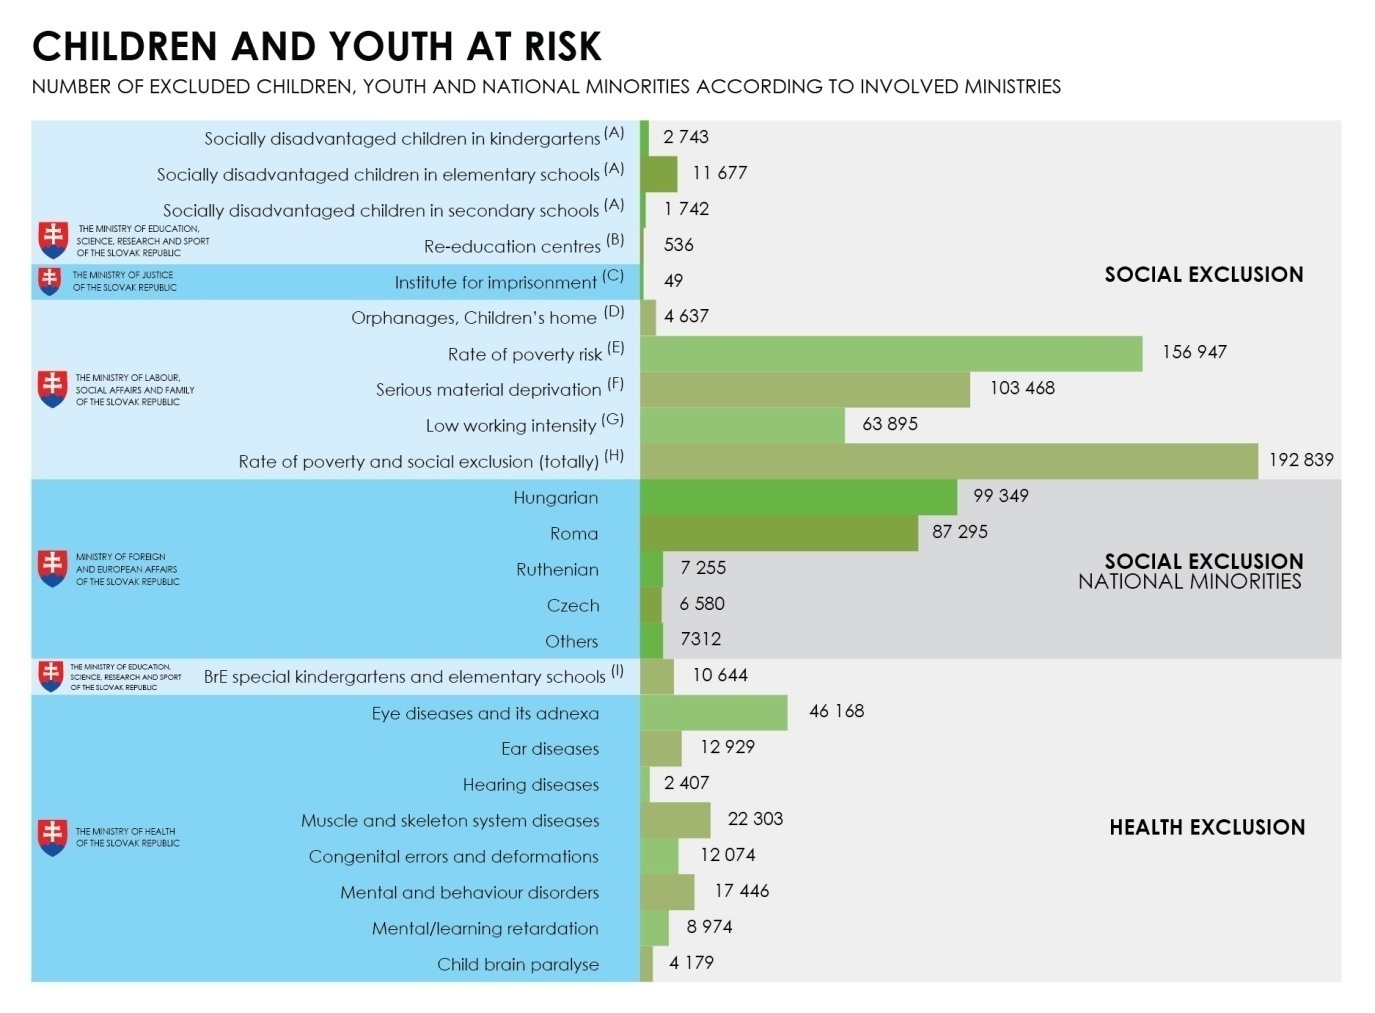 CHILDREN AND YOUTH AT RISK
NUMBER OF EXCLUDED CHILDREN, YOUTH AND NATIONAL MINORITIES ACCORDING TO INVOLVED MINISTRIES
Socially disadvantaged children in kindergartens (A) 2 743
Socially disadvantaged children in elementary schools (A) 11 677
Socially disadvantaged children in secondary schools (A) 1 742
THE MINISTRY OF EDUCATION,
SCIENCE, RESEARCH AND SPORT
OF THE SLOVAK REPUBLIC
Re-education centres (B) 536
THE MINISTRY OF JUSTICE
OF THE SLOVAK REPUBLIC
Institute for imprisonment (C) 49
SOCIAL EXCLUSION
Orphanages, Children's home (D) 4 637
Rate of poverty risk (E) 156 947
THE MINISTRY OF LABOUR,
SOCIAL AFFAIRS AND FAMILY
OF THE SLOVAK REPUBLIC
Serious material deprivation (F) 103 468
Low working intensity (G) 63 895
Rate of poverty and social exclusion (totally) (H) 192 839
Hungarian 99 349
Roma 87 295
MINISTRY OF FOREIGN
AND EUROPEAN AFFAIRS
OF THE SLOVAK REPUBLIC
Ruthenian 7 255
SOCIAL EXCLUSION
NATIONAL MINORITIES
Czech 6 580
Others 7312
THE MINISTRY OF EDUCATION,
SCIENCE, RESEARCH AND SPORT
OF THE SLOVAK REPUBLIC
BrE special kindergartens and elementary schools (I) 10 644
Eye diseases and its adnexa 46 168
Ear diseases 12 929
Hearing diseases 2 407
Muscle and skeleton system diseases 22 303
THE MINISTRY OF HEALTH
OF THE SLOVAK REPUBLIC
HEALTH EXCLUSION
Congenital errors and deformations 12 074
Mental and behaviour disorders 17 446
Mental/learning retardation 8 974
Child brain paralyse 4 179